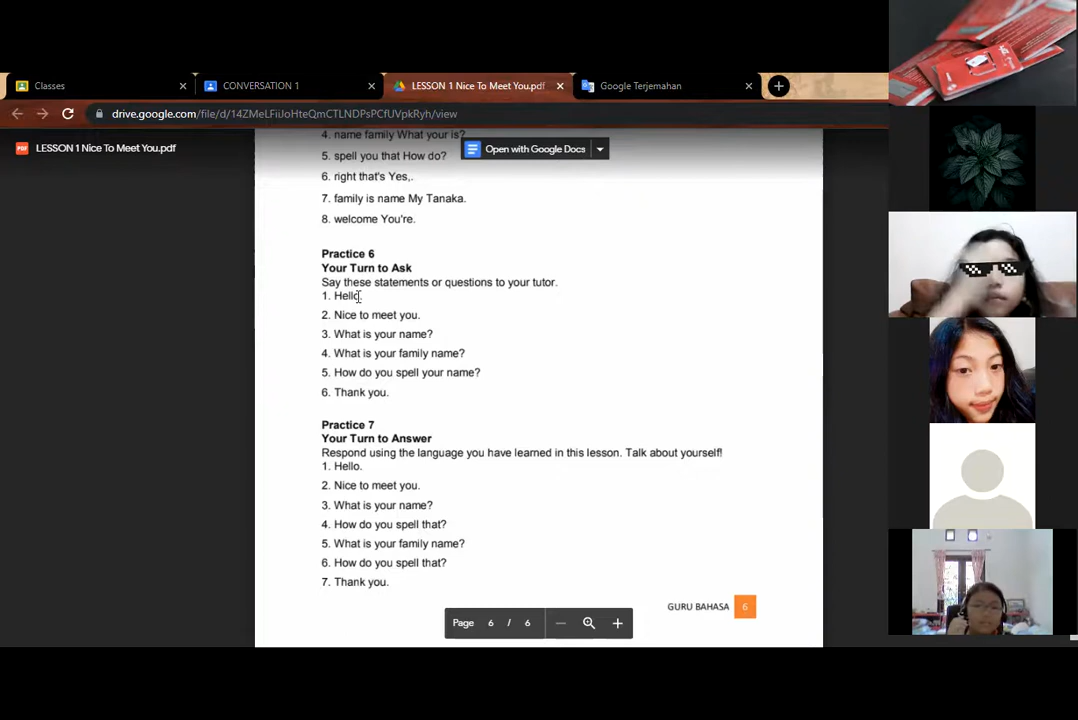 Classes
CONVERSATION 1
LESSON 1 Nice To Meet You.pdf
Google Terjemahan
drive.google.com/file/d/14ZMeLFiiJoHteQmCTLNDPsPCfUVpkRyh/view
LESSON 1 Nice To Meet You.pdf
Open with Google Docs
4. name family What your is?
5. spell you that How do?
6. right that's Yes,.
7. family is name My Tanaka.
8. welcome You're.
Practice 6
Your Turn to Ask
Say these statements or questions to your tutor.
1. Hello.
2. Nice to meet you.
3. What is your name?
4. What is your family name?
5. How do you spell your name?
6. Thank you.
Practice 7
Your Turn to Answer
Respond using the language you have learned in this lesson. Talk about yourself!
1. Hello.
2. Nice to meet you.
3. What is your name?
4. How do you spell that?
5. What is your family name?
6. How do you spell that?
7. Thank you.
GURU BAHASA 6
Page 6 / 6